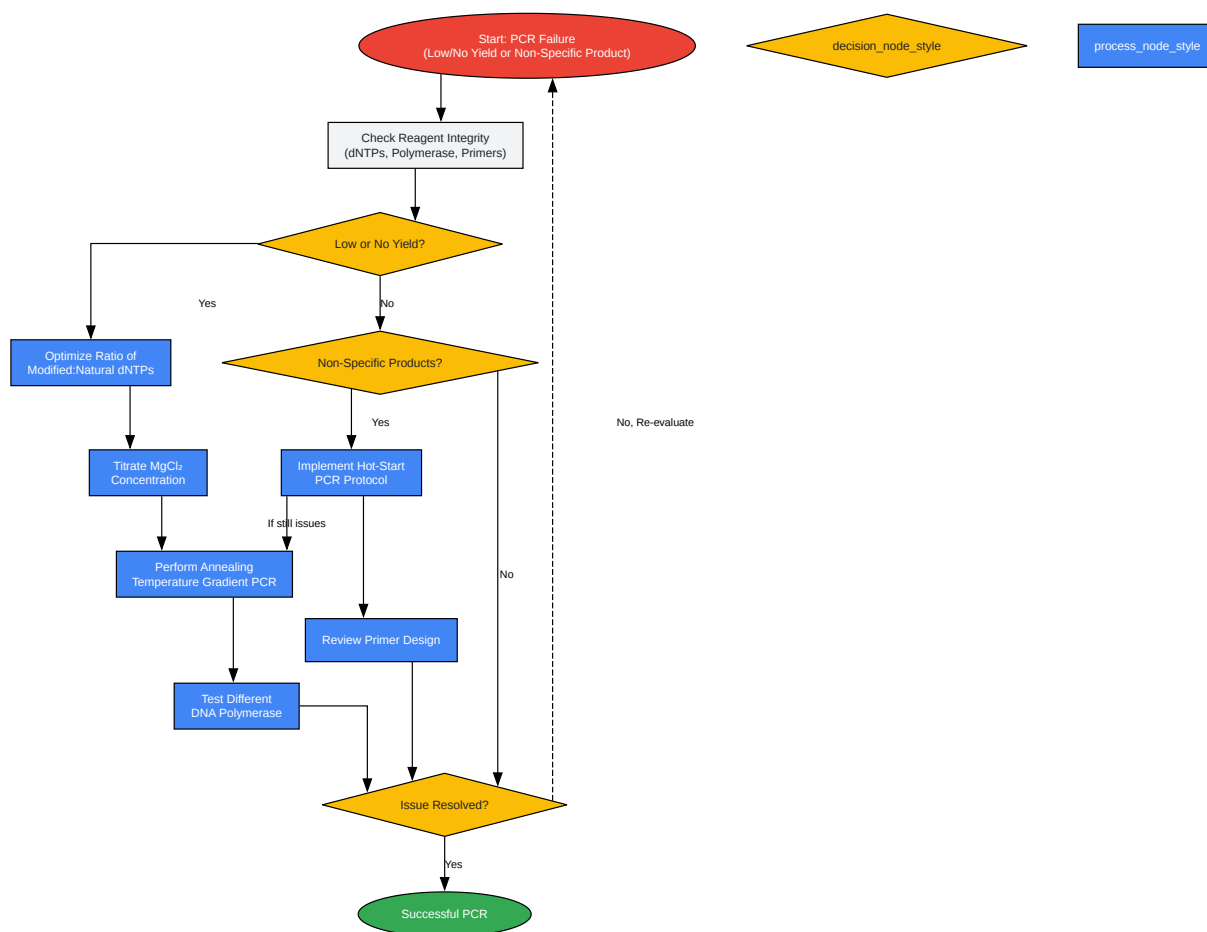 Start: PCR Failure
(Low/No Yield or Non-Specific Product)
decision_node_style
process_node_style
Check Reagent Integrity
(dNTPs, Polymerase, Primers)
Low or No Yield?
Yes
No
Optimize Ratio of
Modified:Natural dNTPs
Non-Specific Products?
Yes
No, Re-evaluate
Titrate MgCl₂
Concentration
Implement Hot-Start
PCR Protocol
If still issues
Perform Annealing
Temperature Gradient PCR
No
Review Primer Design
Test Different
DNA Polymerase
Issue Resolved?
Yes
Successful PCR